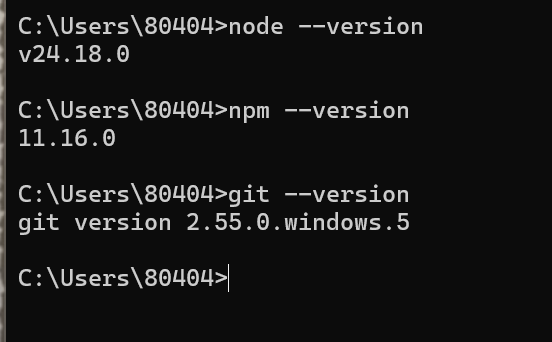 C:\Users\80404>node --version
v24.18.0
C:\Users\80404>npm --version
11.16.0
C:\Users\80404>git --version
git version 2.55.0.windows.5
C:\Users\80404>